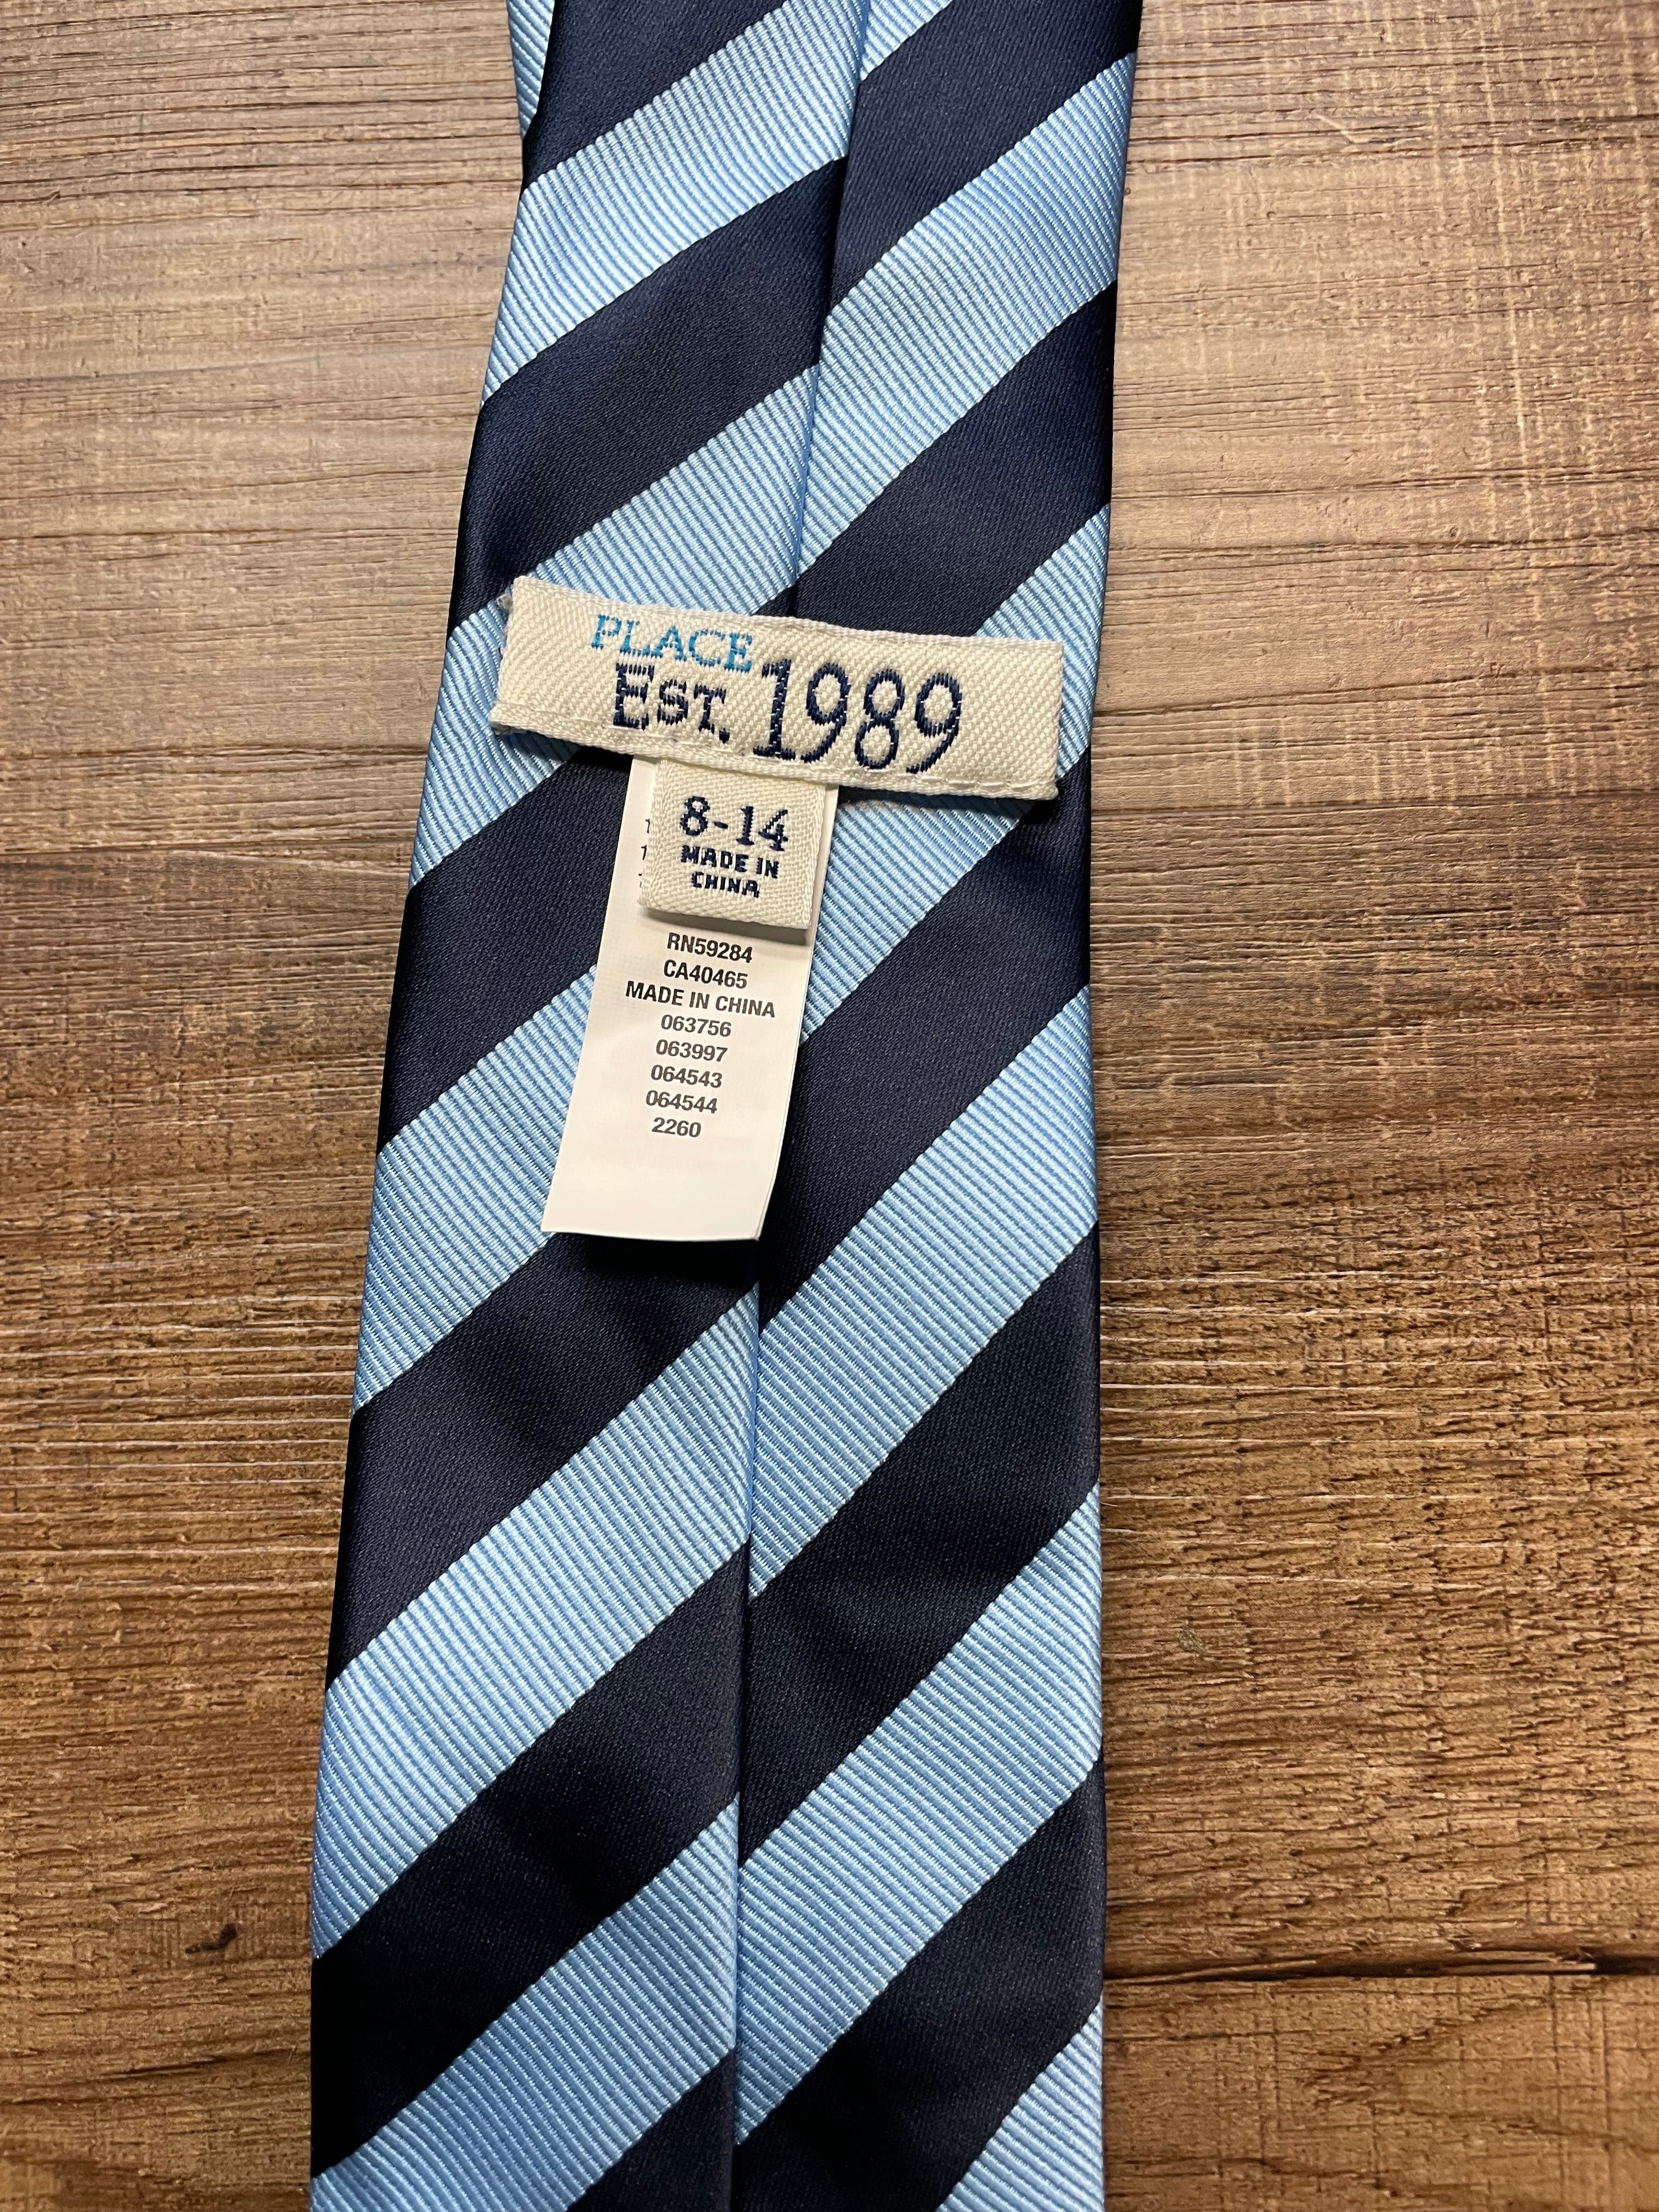 PLACE
EST. 1989
8-14
MADE IN
CHINA
RN59284
CA40465
MADE IN CHINA
063756
063997
064543
064544
2260